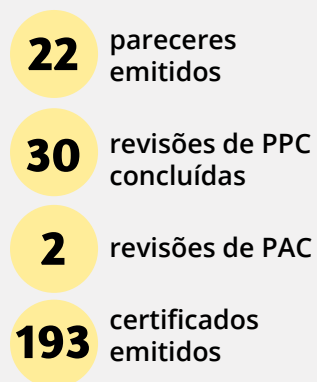 22
pareceres
emitidos
30
revisões de PPC
concluídas
2
revisões de PAC
193
certificados
emitidos